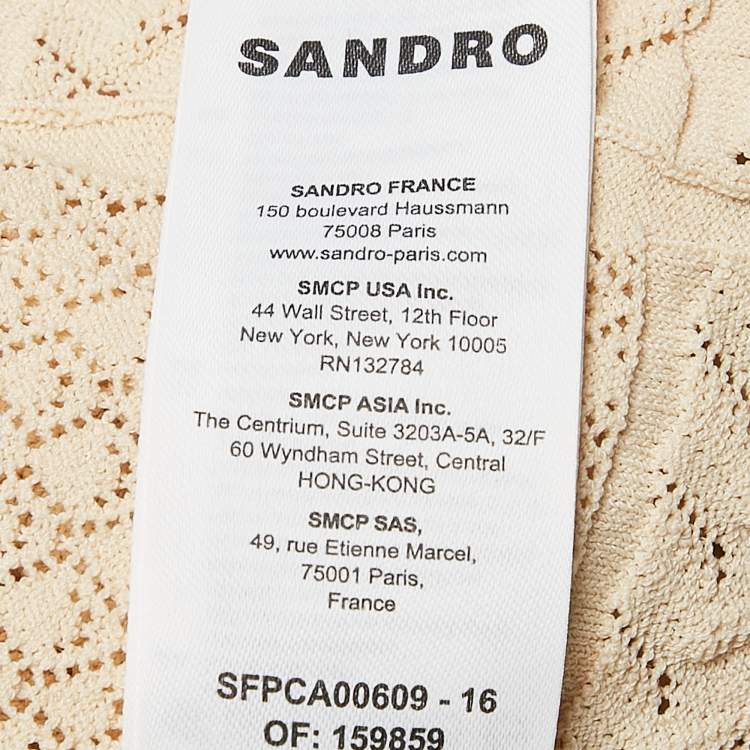 SANDRO
SANDRO FRANCE
150 boulevard Haussmann
75008 Paris
www.sandro-paris.com
SMCP USA Inc.
44 Wall Street, 12th Floor
New York, New York 10005
RN132784
SMCP ASIA Inc.
The Centrium, Suite 3203A-5A, 32/F
60 Wyndham Street, Central
HONG-KONG
SMCP SAS,
49, rue Etienne Marcel,
75001 Paris,
France
SFPCA00609 - 16
OF: 159859